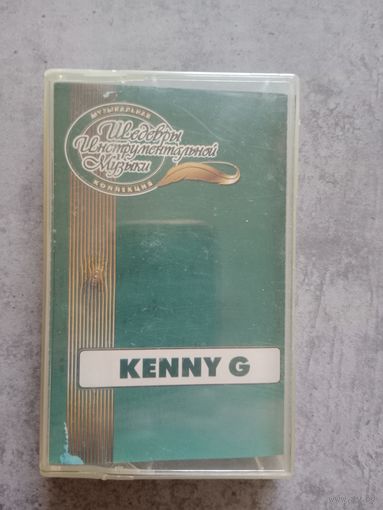 МУЗЫКАЛЬНАЯ
Шедевры
Инструментальной
Музыки
КОЛЛЕКЦИЯ
KENNY G